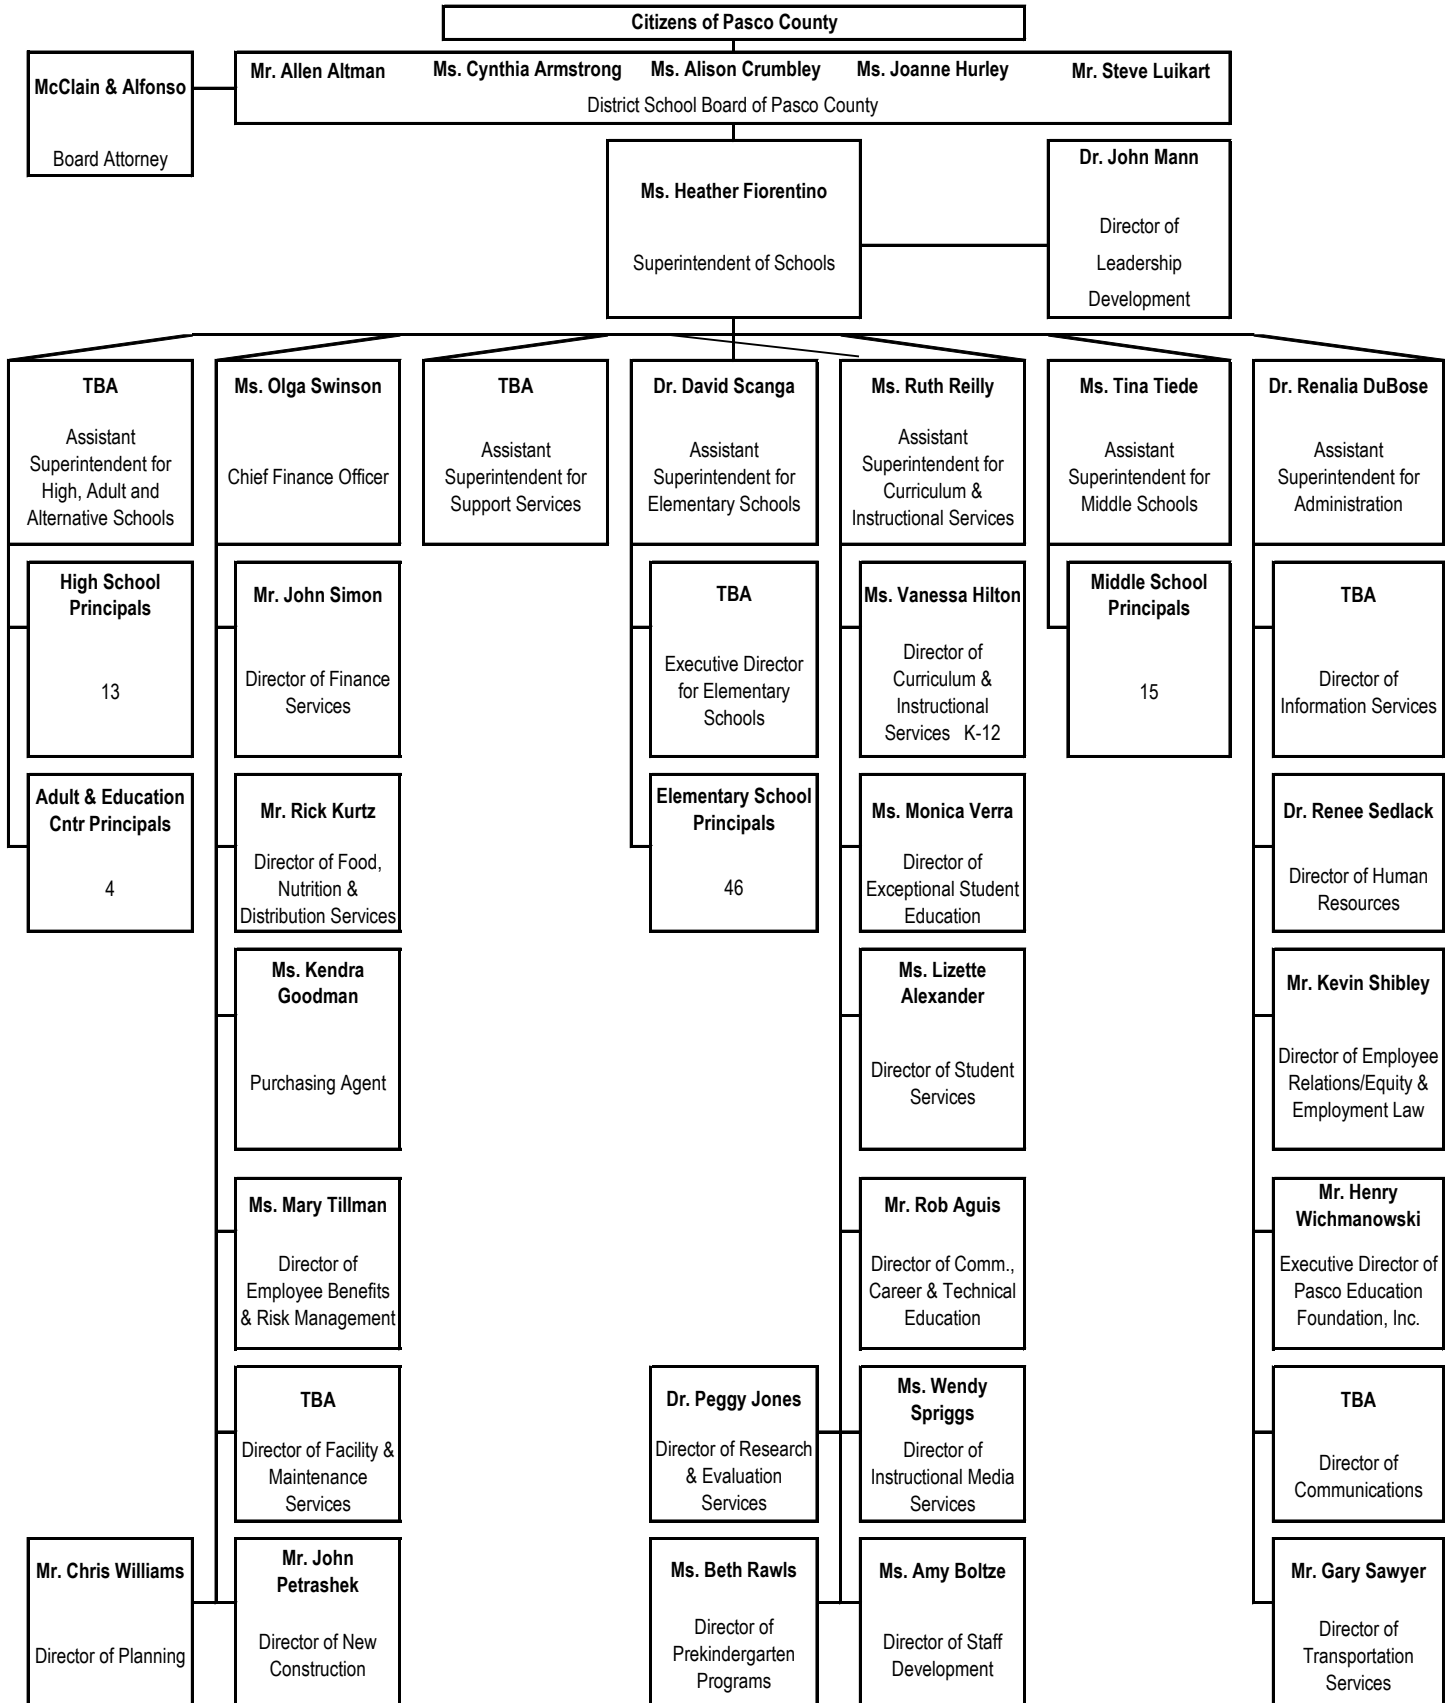 Citizens of Pasco County
McClain & Alfonso
Board Attorney
Mr. Allen Altman
Ms. Cynthia Armstrong
Ms. Alison Crumbley
Ms. Joanne Hurley
Mr. Steve Luikart
District School Board of Pasco County
Ms. Heather Fiorentino
Superintendent of Schools
Dr. John Mann
Director of
Leadership
Development
TBA
Assistant
Superintendent for
High, Adult and
Alternative Schools
Ms. Olga Swinson
Chief Finance Officer
TBA
Assistant
Superintendent for
Support Services
Dr. David Scanga
Assistant
Superintendent for
Elementary Schools
Ms. Ruth Reilly
Assistant
Superintendent for
Curriculum &
Instructional Services
Ms. Tina Tiede
Assistant
Superintendent for
Middle Schools
Dr. Renalia DuBose
Assistant
Superintendent for
Administration
High School
Principals
13
Mr. John Simon
Director of Finance
Services
TBA
Executive Director
for Elementary
Schools
Ms. Vanessa Hilton
Director of
Curriculum &
Instructional
Services K-12
Middle School
Principals
15
TBA
Director of
Information Services
Adult & Education
Cntr Principals
4
Mr. Rick Kurtz
Director of Food,
Nutrition &
Distribution Services
Elementary School
Principals
46
Ms. Monica Verra
Director of
Exceptional Student
Education
Dr. Renee Sedlack
Director of Human
Resources
Ms. Kendra
Goodman
Purchasing Agent
Ms. Lizette
Alexander
Director of Student
Services
Mr. Kevin Shibley
Director of Employee
Relations/Equity &
Employment Law
Ms. Mary Tillman
Director of
Employee Benefits
& Risk Management
Mr. Rob Aguis
Director of Comm.,
Career & Technical
Education
Mr. Henry
Wichmanowski
Executive Director of
Pasco Education
Foundation, Inc.
TBA
Director of Facility &
Maintenance
Services
Dr. Peggy Jones
Director of Research
& Evaluation
Services
Ms. Wendy
Spriggs
Director of
Instructional Media
Services
TBA
Director of
Communications
Mr. Chris Williams
Director of Planning
Mr. John
Petrashek
Director of New
Construction
Ms. Beth Rawls
Director of
Prekindergarten
Programs
Ms. Amy Boltze
Director of Staff
Development
Mr. Gary Sawyer
Director of
Transportation
Services